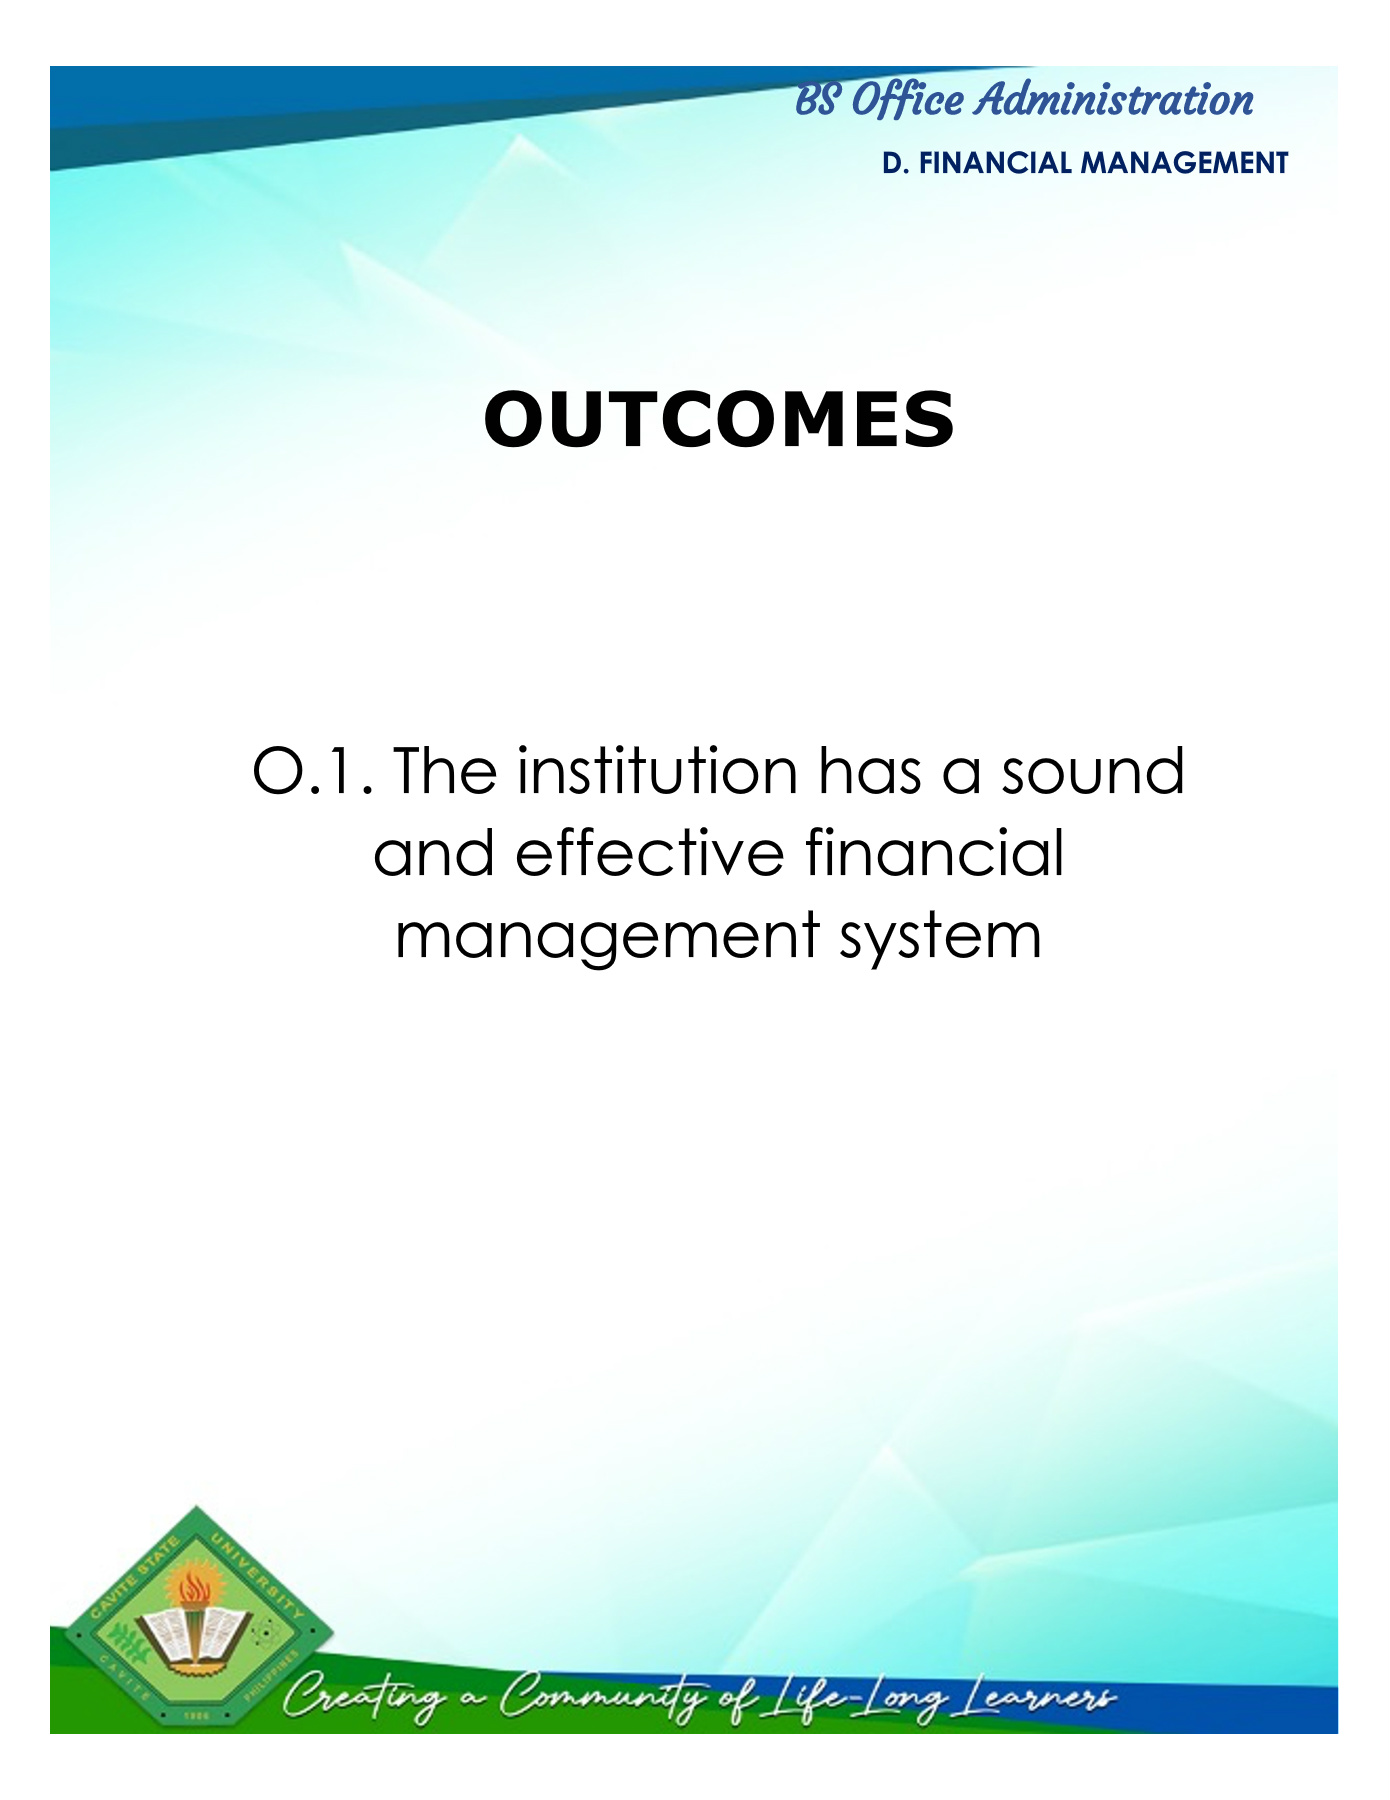 BS Office Administration
D. FINANCIAL MANAGEMENT
OUTCOMES
O.1. The institution has a sound
and effective financial
management system
CAVITE STATE UNIVERSITY
CAVITE PHILIPPINES
1906
Creating a Community of Life-Long Learners